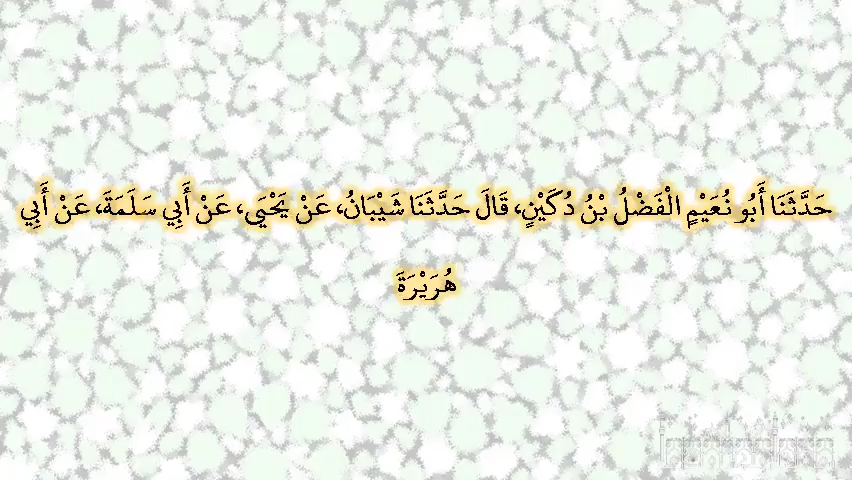 حَدَّثَنَا أَبُو نُعَيْمٍ الْفَضْلُ بْنُ دُكَيْنٍ، قَالَ حَدَّثَنَا شَيْبَانُ، عَنْ يَحْيَى، عَنْ أَبِي سَلَمَةَ، عَنْ أَبِي
هُرَيْرَةَ